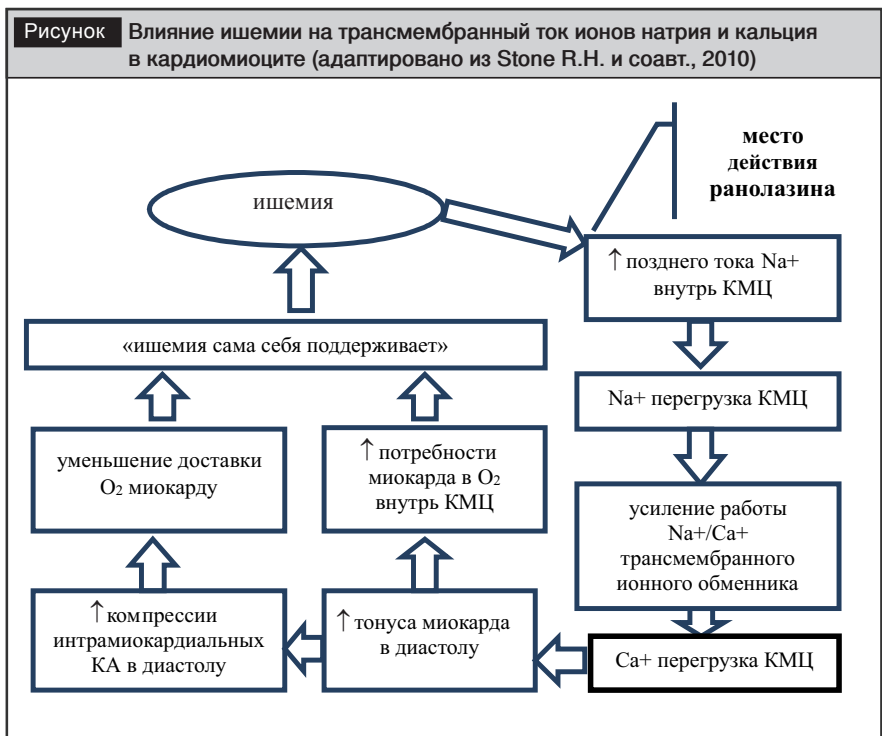 Рисунок Влияние ишемии на трансмембранный ток ионов натрия и кальция
в кардиомиоците (адаптировано из Stone R.H. и соавт., 2010)
место
действия
ранолазина
ишемия
↑ позднего тока Na+
внутрь КМЦ
«ишемия сама себя поддерживает»
Na+ перегрузка КМЦ
уменьшение доставки
O₂ миокарду
↑ потребности
миокарда в O₂
внутрь КМЦ
усиление работы
Na+/Ca+
трансмембранного
ионного обменника
↑ компрессии
интрамиокардиальных
КА в диастолу
↑ тонуса миокарда
в диастолу
Ca+ перегрузка КМЦ